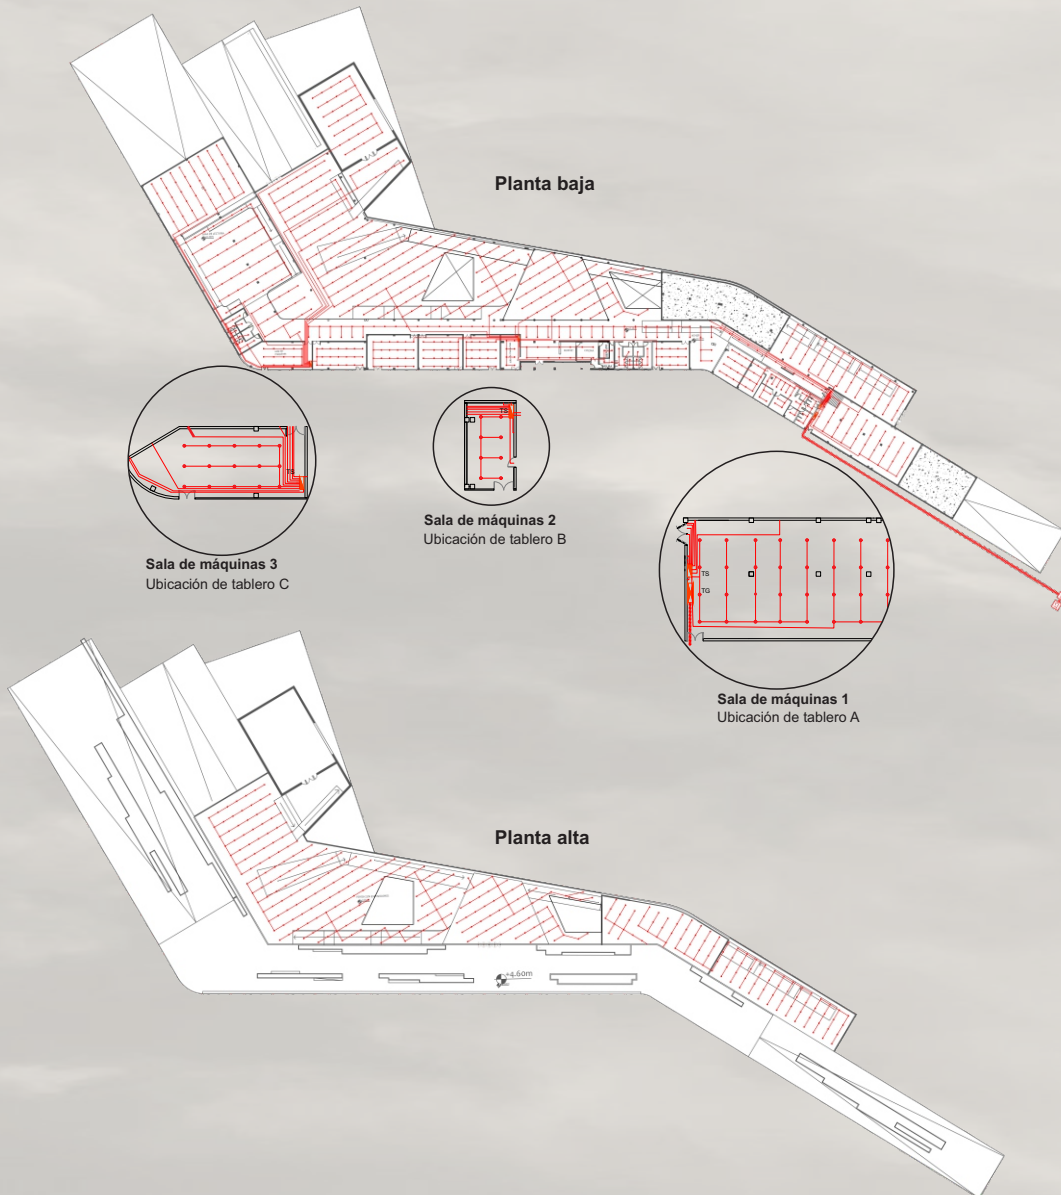 Planta baja
TS
TS
Sala de máquinas 2
Ubicación de tablero B
Sala de máquinas 3
Ubicación de tablero C
TS
TG
Sala de máquinas 1
Ubicación de tablero A
Planta alta
+4.60m